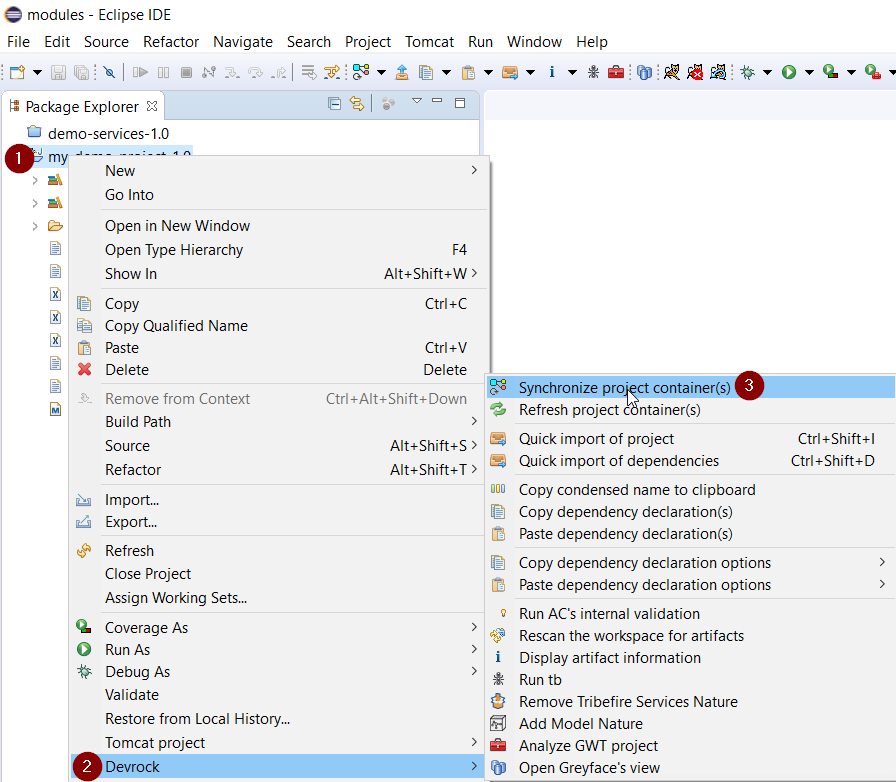 modules - Eclipse IDE
File Edit Source Refactor Navigate Search Project Tomcat Run Window Help
Package Explorer
demo-services-1.0
1 my-demo-project-1.0
New
Go Into
Open in New Window
Open Type Hierarchy F4
Show In Alt+Shift+W
Copy Ctrl+C
Copy Qualified Name
Paste Ctrl+V
Delete Delete
Remove from Context Ctrl+Alt+Shift+Down
Build Path
Source Alt+Shift+S
Refactor Alt+Shift+T
Import...
Export...
Refresh
Close Project
Assign Working Sets...
Coverage As
Run As
Debug As
Validate
Restore from Local History...
Tomcat project
2 Devrock
Synchronize project container(s) 3
Refresh project container(s)
Quick import of project Ctrl+Shift+I
Quick import of dependencies Ctrl+Shift+D
Copy condensed name to clipboard
Copy dependency declaration(s)
Paste dependency declaration(s)
Copy dependency declaration options
Paste dependency declaration options
Run AC's internal validation
Rescan the workspace for artifacts
Display artifact information
Run tb
Remove Tribefire Services Nature
Add Model Nature
Analyze GWT project
Open Greyface's view